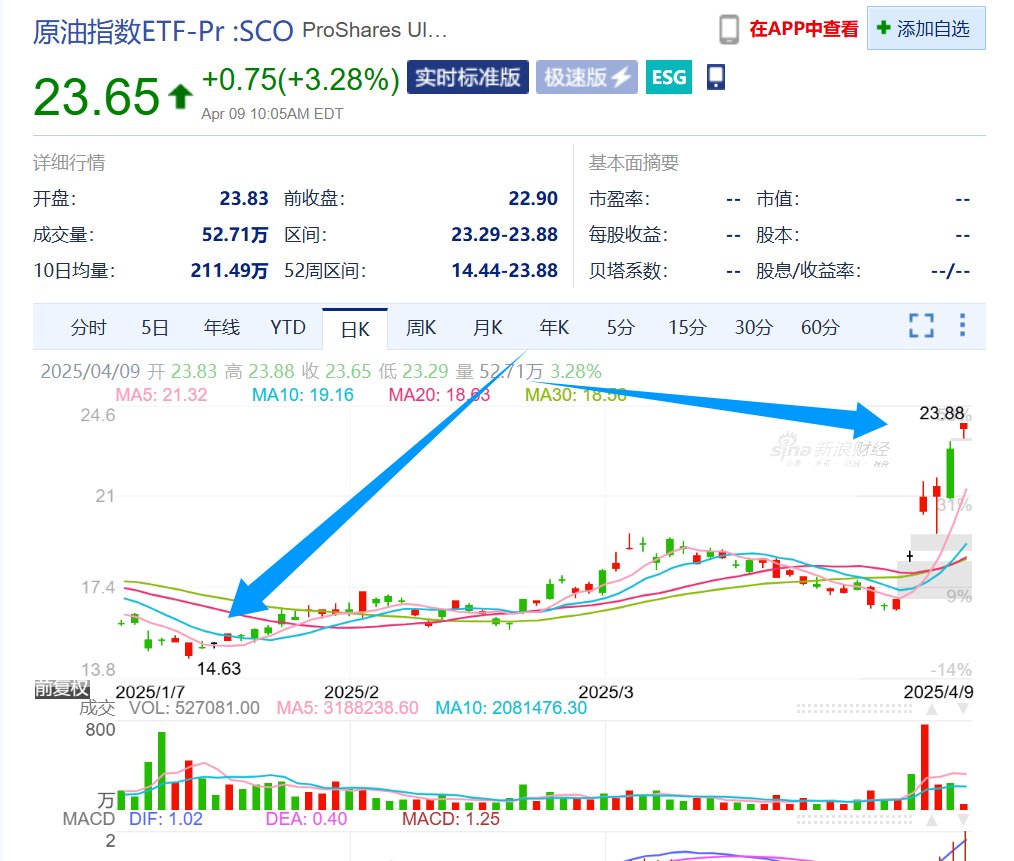 原油指数ETF-Pr :SCO ProShares Ul... 在APP中查看 + 添加自选
23.65 +0.75(+3.28%) 实时标准版 极速版 ESG
Apr 09 10:05AM EDT
详细行情 基本面摘要
开盘: 23.83 前收盘: 22.90 市盈率: -- 市值: --
成交量: 52.71万 区间: 23.29-23.88 每股收益: -- 股本: --
10日均量: 211.49万 52周区间: 14.44-23.88 贝塔系数: -- 股息/收益率: --/--
分时 5日 年线 YTD 日K 周K 月K 年K 5分 15分 30分 60分
2025/04/09 开 23.83 高 23.88 收 23.65 低 23.29 量 52.71万 3.28%
MA5: 21.32 MA10: 19.16 MA20: 18.63 MA30: 18.50
24.6 23.88
sina 新浪财经
21 31%
17.4 9%
13.8 14.63 -14%
前复权 2025/1/7 2025/2 2025/3 2025/4/9
成交 VOL: 527081.00 MA5: 3188238.60 MA10: 2081476.30
800
万
MACD DIF: 1.02 DEA: 0.40 MACD: 1.25
2